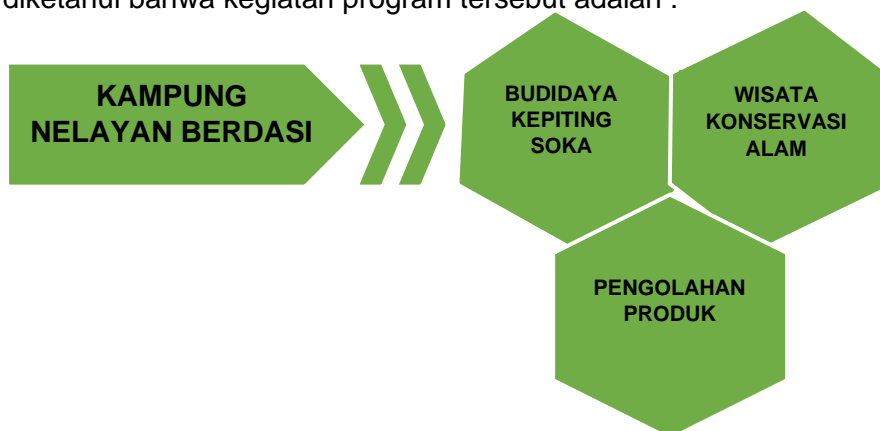 diketahui bahwa kegiatan program tersebut adalah :
KAMPUNG
NELAYAN BERDASI
BUDIDAYA
KEPITING
SOKA
WISATA
KONSERVASI
ALAM
PENGOLAHAN
PRODUK